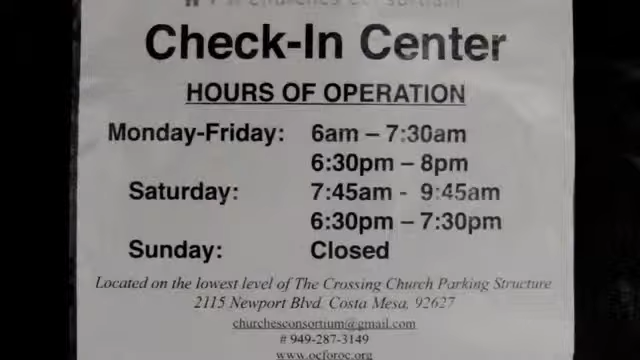 Churches Consortium
Check-In Center
HOURS OF OPERATION
Monday-Friday: 6am – 7:30am
6:30pm – 8pm
Saturday: 7:45am - 9:45am
6:30pm – 7:30pm
Sunday: Closed
Located on the lowest level of The Crossing Church Parking Structure
2115 Newport Blvd. Costa Mesa, 92627
churchesconsortium@gmail.com
# 949-287-3149
www.ocforoc.org